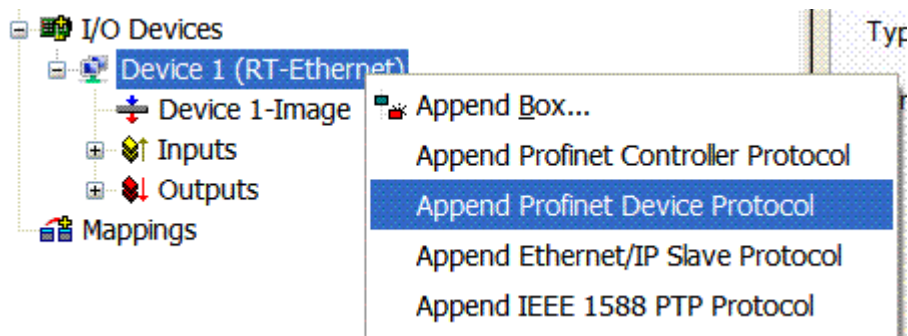 I/O Devices
Device 1 (RT-Ethernet)
Device 1-Image
Inputs
Outputs
Mappings
Append Box...
Append Profinet Controller Protocol
Append Profinet Device Protocol
Append Ethernet/IP Slave Protocol
Append IEEE 1588 PTP Protocol
Typ